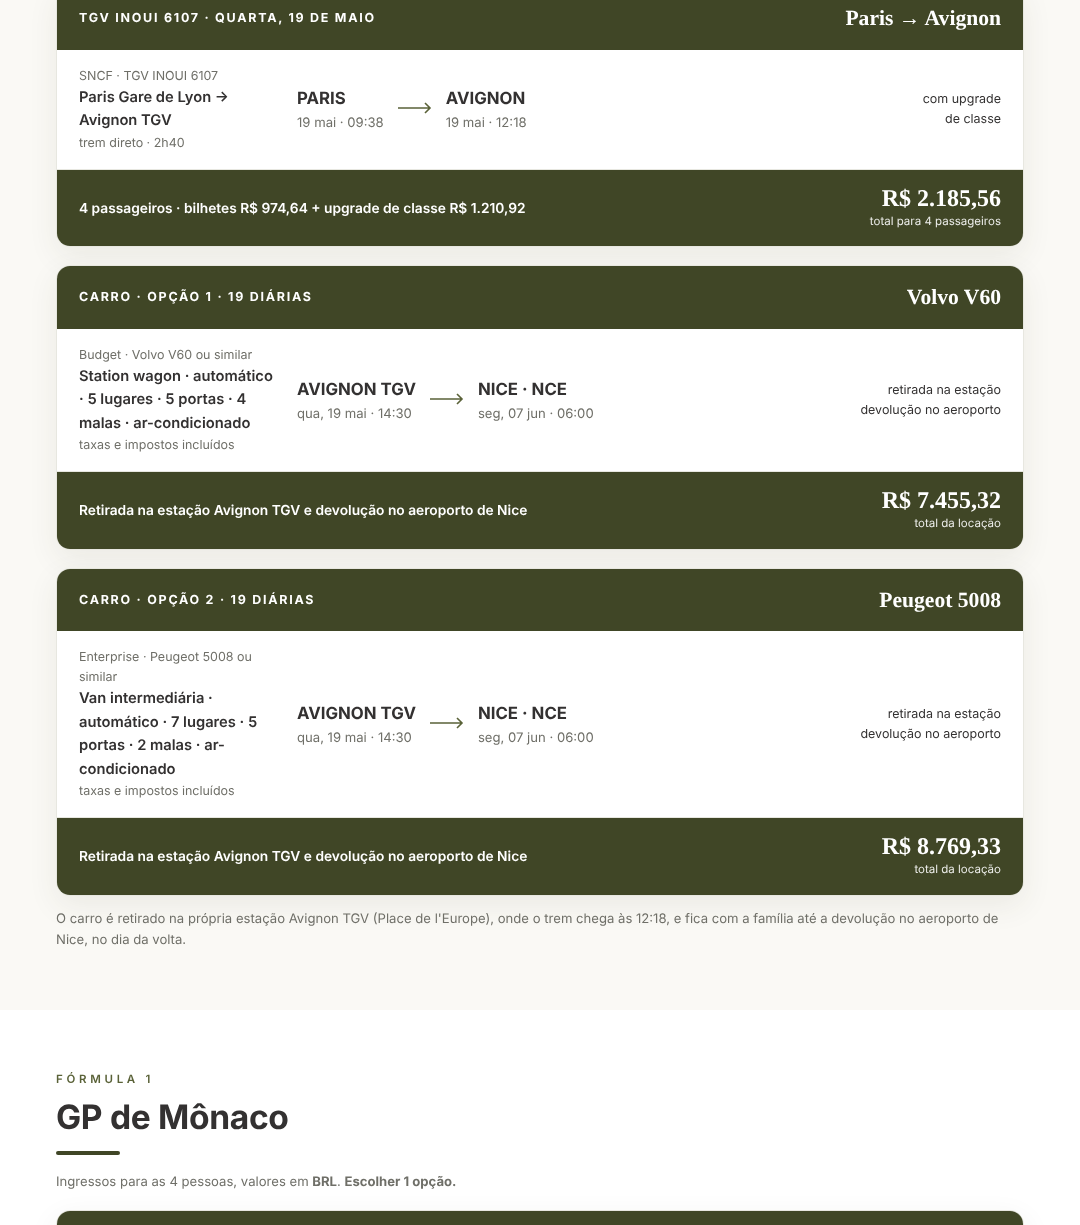 TGV INOUI 6107 · QUARTA, 19 DE MAIO
Paris → Avignon
SNCF · TGV INOUI 6107
Paris Gare de Lyon →
Avignon TGV
trem direto · 2h40
PARIS
19 mai · 09:38
AVIGNON
19 mai · 12:18
com upgrade
de classe
4 passageiros · bilhetes R$ 974,64 + upgrade de classe R$ 1.210,92
R$ 2.185,56
total para 4 passageiros
CARRO · OPÇÃO 1 · 19 DIÁRIAS
Volvo V60
Budget · Volvo V60 ou similar
Station wagon · automático
· 5 lugares · 5 portas · 4
malas · ar-condicionado
taxas e impostos incluídos
AVIGNON TGV
qua, 19 mai · 14:30
NICE · NCE
seg, 07 jun · 06:00
retirada na estação
devolução no aeroporto
Retirada na estação Avignon TGV e devolução no aeroporto de Nice
R$ 7.455,32
total da locação
CARRO · OPÇÃO 2 · 19 DIÁRIAS
Peugeot 5008
Enterprise · Peugeot 5008 ou
similar
Van intermediária ·
automático · 7 lugares · 5
portas · 2 malas · ar-
condicionado
taxas e impostos incluídos
AVIGNON TGV
qua, 19 mai · 14:30
NICE · NCE
seg, 07 jun · 06:00
retirada na estação
devolução no aeroporto
Retirada na estação Avignon TGV e devolução no aeroporto de Nice
R$ 8.769,33
total da locação
O carro é retirado na própria estação Avignon TGV (Place de l'Europe), onde o trem chega às 12:18, e fica com a família até a devolução no aeroporto de
Nice, no dia da volta.
FÓRMULA 1
GP de Mônaco
Ingressos para as 4 pessoas, valores em BRL. Escolher 1 opção.